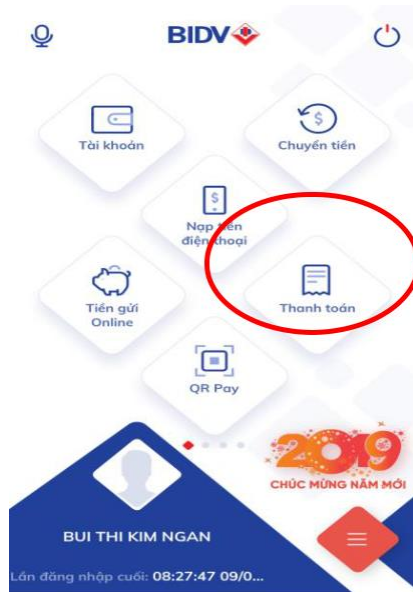 BIDV
Tài khoản
Chuyển tiền
$
Nạp tiền
điện thoại
Tiền gửi
Online
Thanh toán
QR Pay
2019
CHÚC MỪNG NĂM MỚI
BUI THI KIM NGAN
Lần đăng nhập cuối: 08:27:47 09/0...